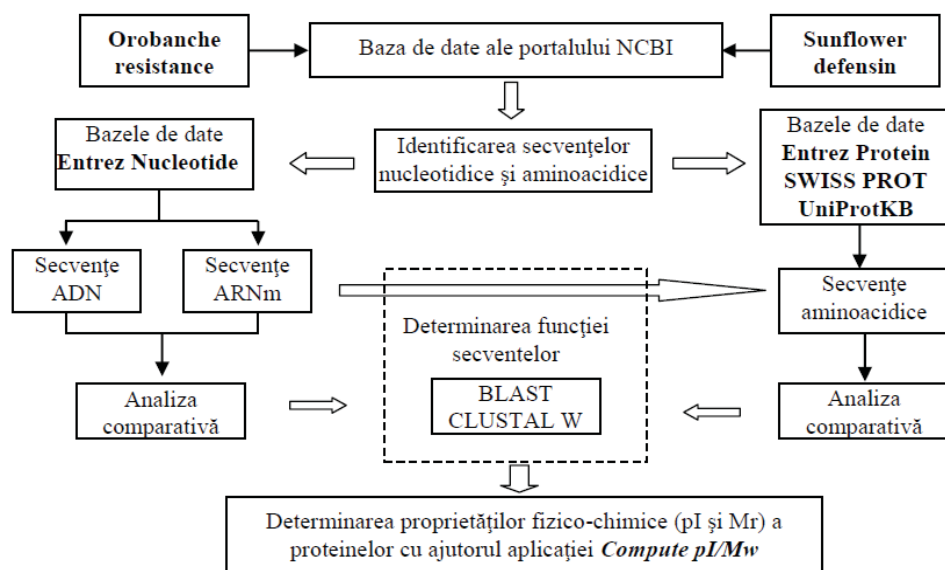 Orobanche
resistance
Baza de date ale portalului NCBI
Sunflower
defensin
Bazele de date
Entrez Nucleotide
Identificarea secvenţelor
nucleotidice şi aminoacidice
Bazele de date
Entrez Protein
SWISS PROT
UniProtKB
Secvenţe
ADN
Secvenţe
ARNm
Secvenţe
aminoacidice
Determinarea funcţiei
secventelor
BLAST
CLUSTAL W
Analiza
comparativă
Analiza
comparativă
Determinarea proprietăţilor fizico-chimice (pI şi Mr) a
proteinelor cu ajutorul aplicaţiei Compute pI/Mw